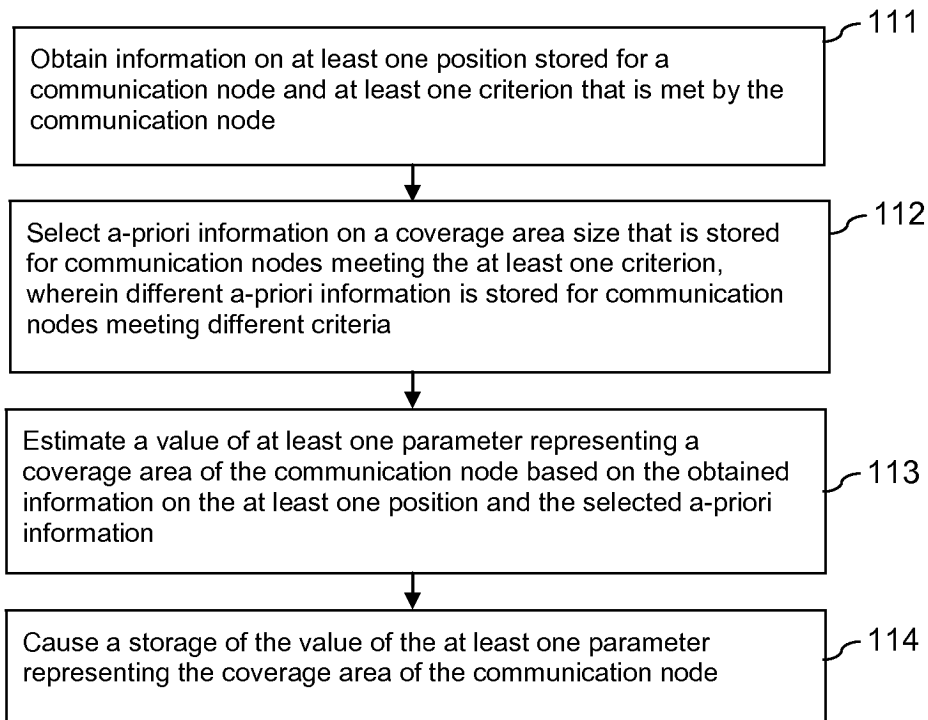 111
Obtain information on at least one position stored for a
communication node and at least one criterion that is met by the
communication node
112
Select a-priori information on a coverage area size that is stored
for communication nodes meeting the at least one criterion,
wherein different a-priori information is stored for communication
nodes meeting different criteria
Estimate a value of at least one parameter representing a
coverage area of the communication node based on the obtained
113
information on the at least one position and the selected a-priori
information
Cause a storage of the value of the at least one parameter
114
representing the coverage area of the communication node